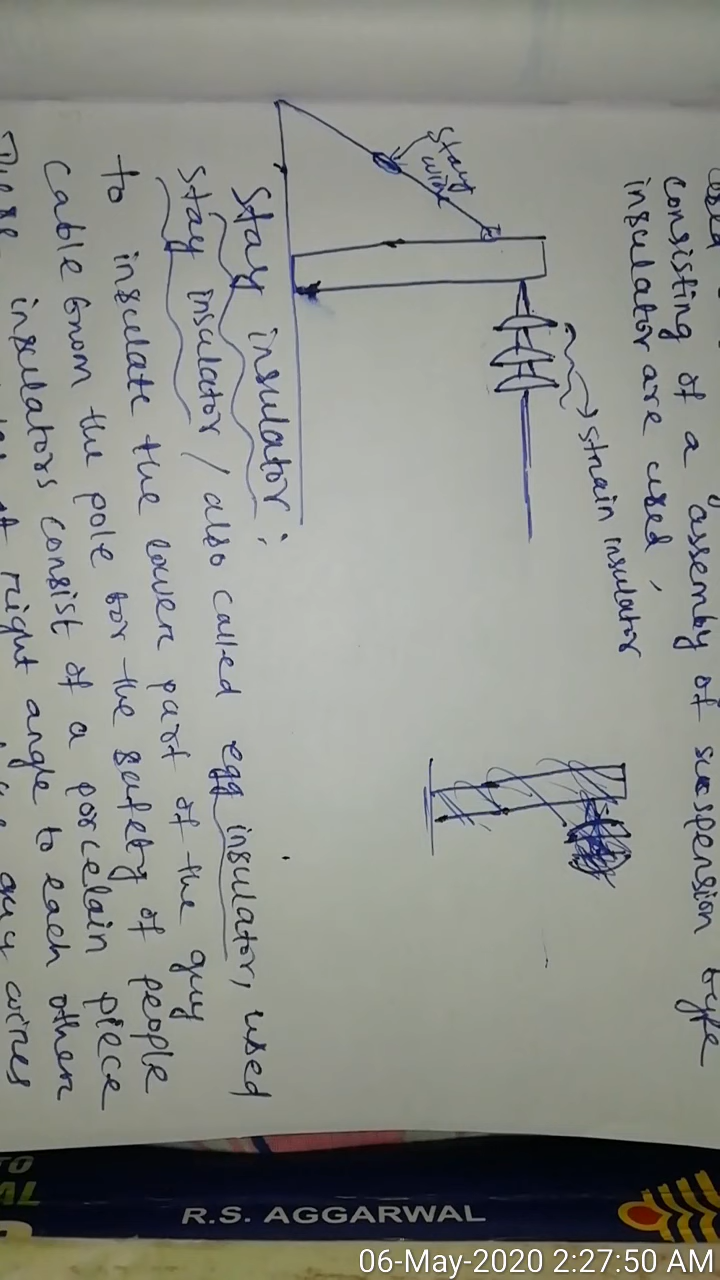 consisting of a assembly of suspension type
insulator are used,
strain insulator
stay
wire
Stay insulator:
Stay insulator / also called egg insulator, used
to insulate the lower part of the guy
cable from the pole for the safety of people
These insulators consist of a porcelain piece
right angle to each other
guy wires
R.S. AGGARWAL
06-May-2020 2:27:50 AM